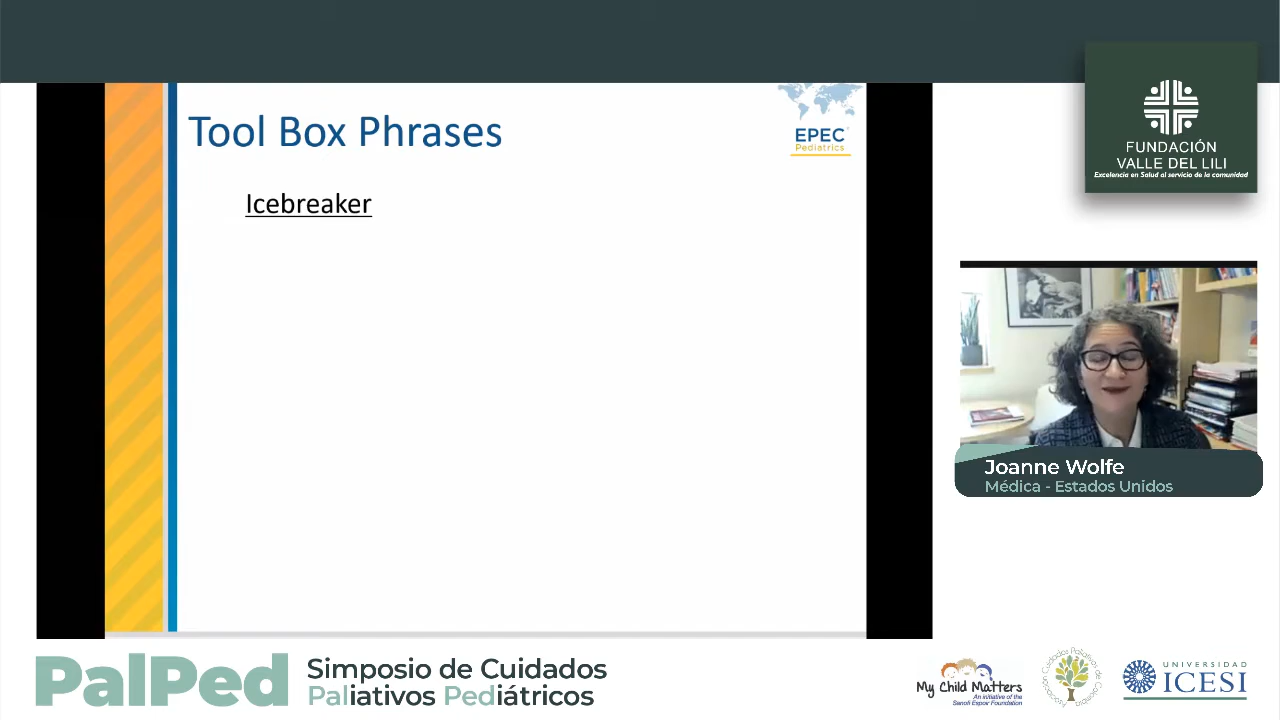 Tool Box Phrases
EPEC
Pediatrics
Icebreaker
FUNDACIÓN
VALLE DEL LILI
Excelencia en Salud al servicio de la comunidad
Joanne Wolfe
Médica - Estados Unidos
PalPed
Simposio de Cuidados
Paliativos Pediátricos
My Child Matters
An initiative of the
Sanofi Espoir Foundation
UNIVERSIDAD
ICESI